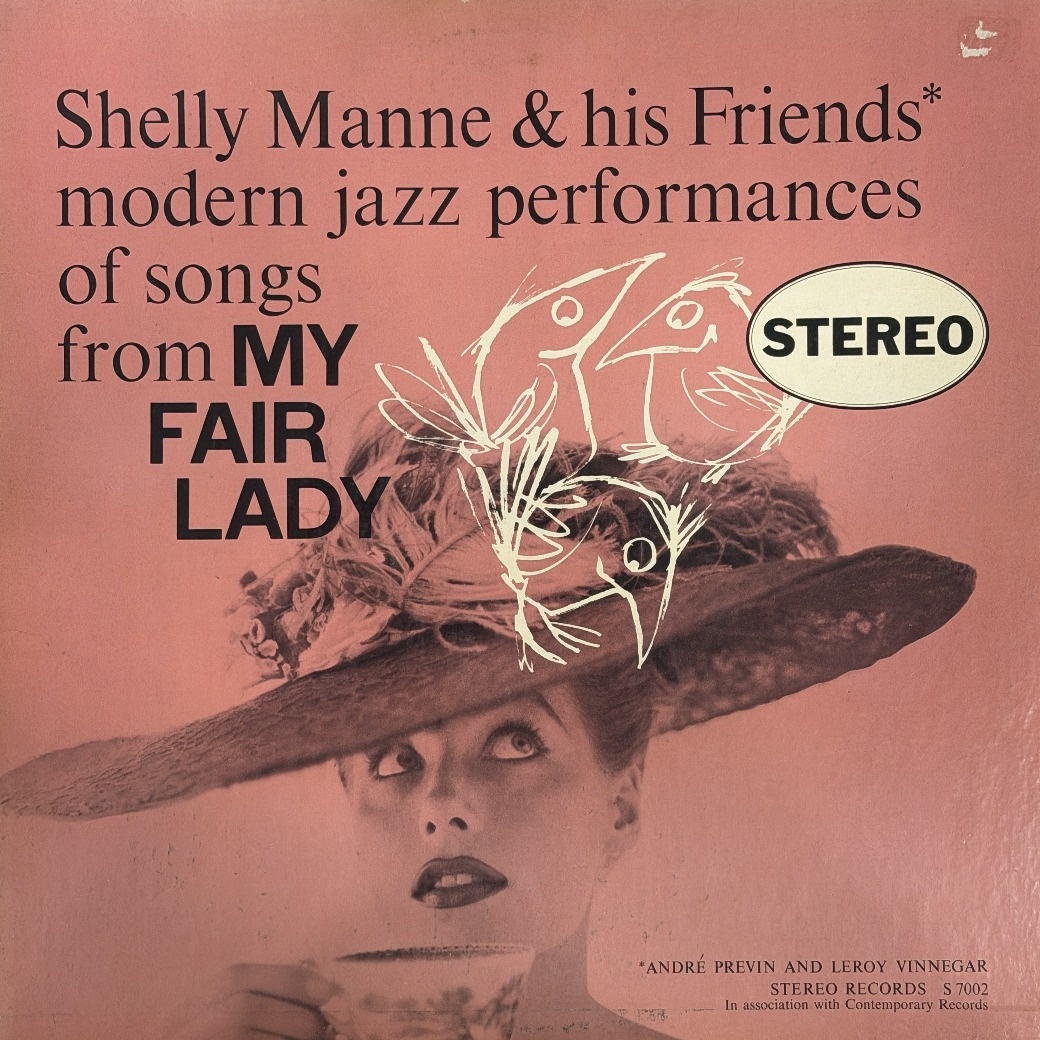 Shelly Manne & his Friends*
modern jazz performances
of songs
from MY
FAIR
LADY
STEREO
*ANDRÉ PREVIN AND LEROY VINNEGAR
STEREO RECORDS S 7002
In association with Contemporary Records